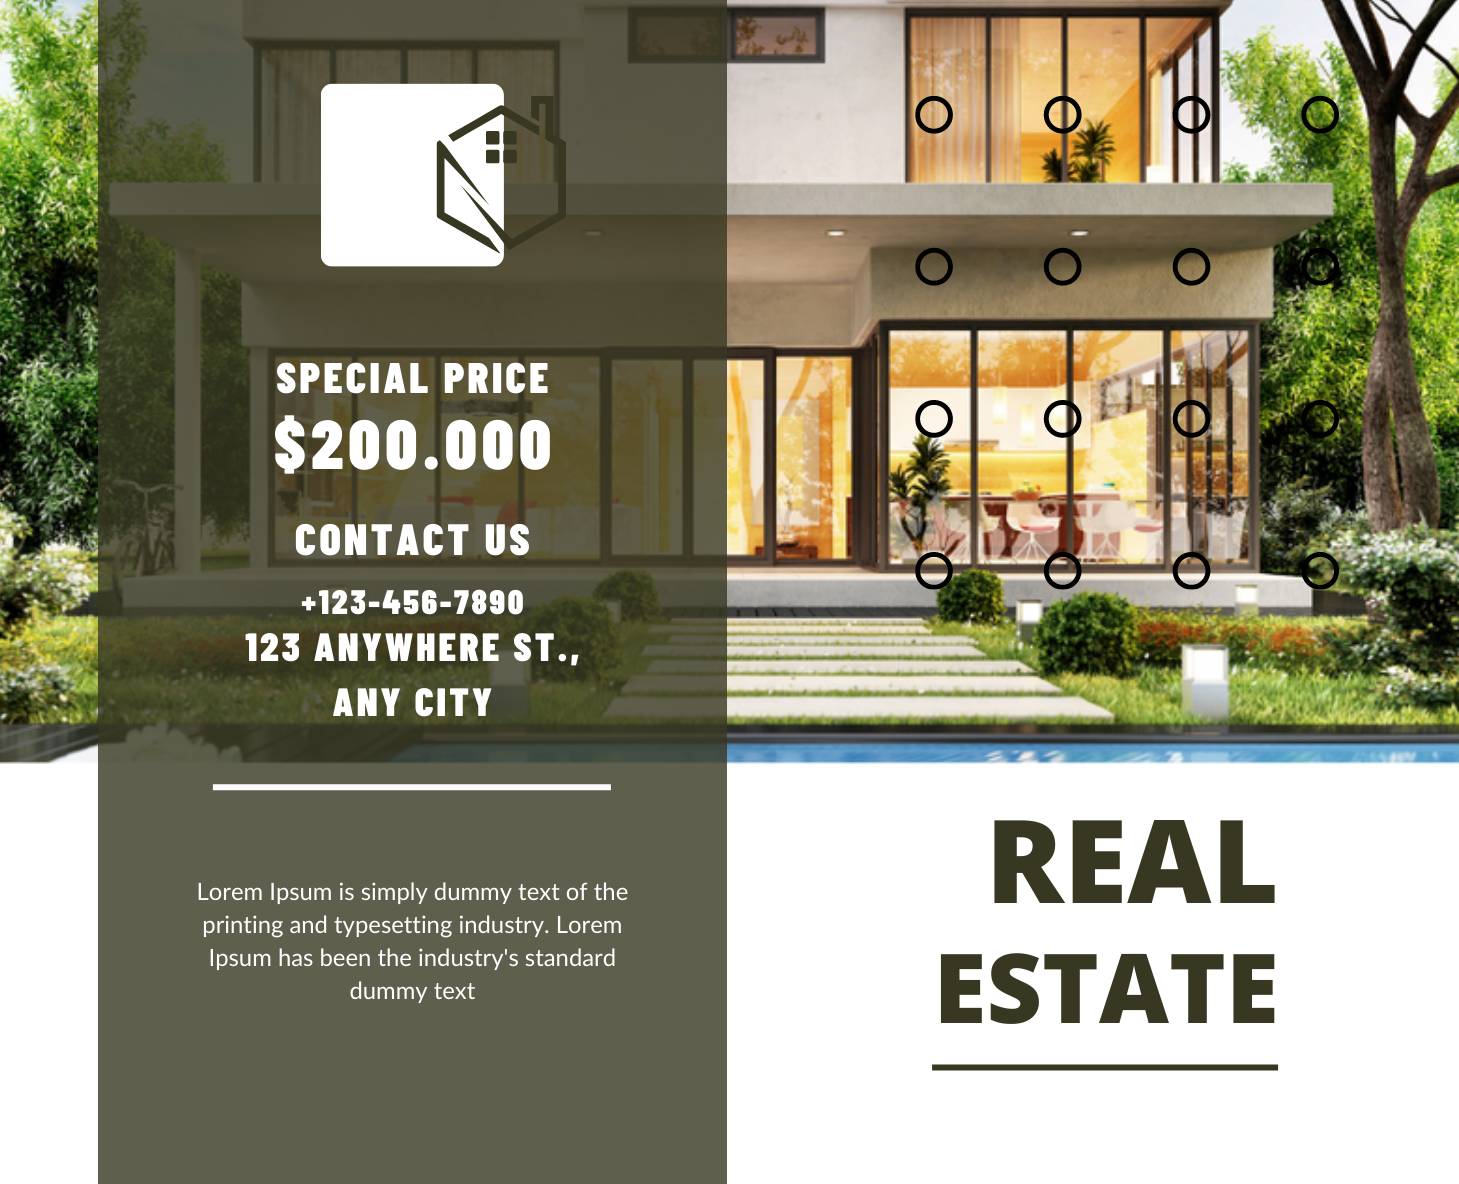 SPECIAL PRICE
$200.000
CONTACT US
+123-456-7890
123 ANYWHERE ST.,
ANY CITY
Lorem Ipsum is simply dummy text of the
printing and typesetting industry. Lorem
Ipsum has been the industry's standard
dummy text
REAL
ESTATE